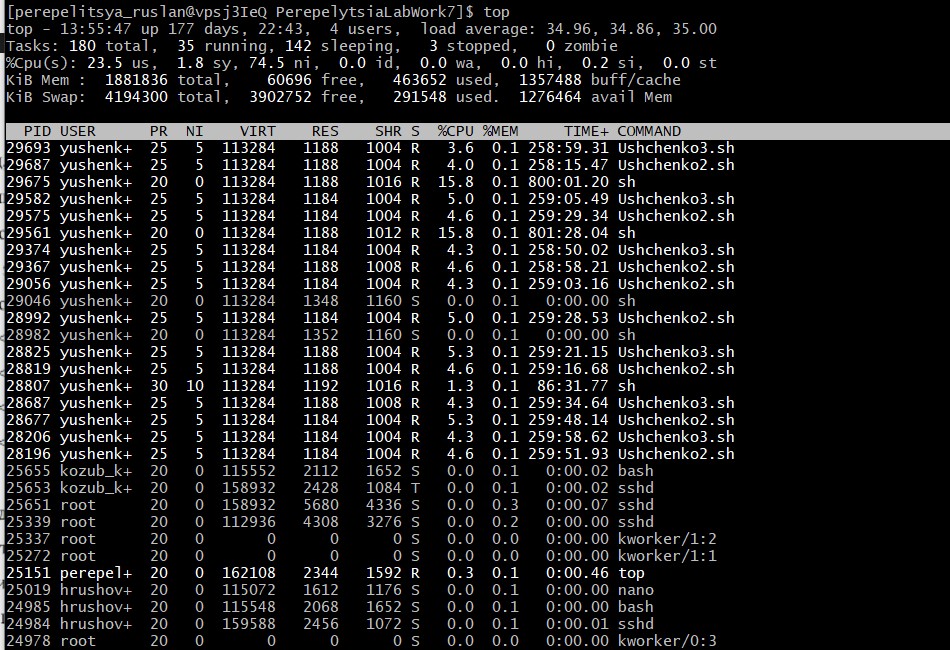 [perepelitsya_ruslan@vpsj3IeQ PerepelytsiaLabWork7]$ top
top - 13:55:47 up 177 days, 22:43,  4 users,  load average: 34.96, 34.86, 35.00
Tasks: 180 total,  35 running, 142 sleeping,   3 stopped,   0 zombie
%Cpu(s): 23.5 us,  1.8 sy, 74.5 ni,  0.0 id,  0.0 wa,  0.0 hi,  0.2 si,  0.0 st
KiB Mem :  1881836 total,    60696 free,   463652 used,  1357488 buff/cache
KiB Swap:  4194300 total,  3902752 free,   291548 used.  1276464 avail Mem
PID USER      PR  NI    VIRT    RES    SHR S  %CPU %MEM     TIME+ COMMAND
29693 yushenk+  25   5  113284   1188   1004 R   3.6  0.1 258:59.31 Ushchenko3.sh
29687 yushenk+  25   5  113284   1188   1004 R   4.0  0.1 258:15.47 Ushchenko2.sh
29675 yushenk+  20   0  113284   1188   1016 R  15.8  0.1 800:01.20 sh
29582 yushenk+  25   5  113284   1184   1004 R   5.0  0.1 259:05.49 Ushchenko3.sh
29575 yushenk+  25   5  113284   1184   1004 R   4.6  0.1 259:29.34 Ushchenko2.sh
29561 yushenk+  20   0  113284   1188   1012 R  15.8  0.1 801:28.04 sh
29374 yushenk+  25   5  113284   1184   1004 R   4.3  0.1 258:50.02 Ushchenko3.sh
29367 yushenk+  25   5  113284   1188   1008 R   4.6  0.1 258:58.21 Ushchenko2.sh
29056 yushenk+  25   5  113284   1184   1004 R   4.3  0.1 259:03.16 Ushchenko2.sh
29046 yushenk+  20   0  113284   1348   1160 S   0.0  0.1   0:00.00 sh
28992 yushenk+  25   5  113284   1184   1004 R   5.0  0.1 259:28.53 Ushchenko2.sh
28982 yushenk+  20   0  113284   1352   1160 S   0.0  0.1   0:00.00 sh
28825 yushenk+  25   5  113284   1188   1004 R   5.3  0.1 259:21.15 Ushchenko3.sh
28819 yushenk+  25   5  113284   1188   1004 R   4.6  0.1 259:16.68 Ushchenko2.sh
28807 yushenk+  30  10  113284   1192   1016 R   1.3  0.1  86:31.77 sh
28687 yushenk+  25   5  113284   1188   1008 R   4.3  0.1 259:34.64 Ushchenko3.sh
28677 yushenk+  25   5  113284   1184   1004 R   5.3  0.1 259:48.14 Ushchenko2.sh
28206 yushenk+  25   5  113284   1184   1004 R   4.3  0.1 259:58.62 Ushchenko3.sh
28196 yushenk+  25   5  113284   1184   1004 R   4.6  0.1 259:51.93 Ushchenko2.sh
25655 kozub_k+  20   0  115552   2112   1652 S   0.0  0.1   0:00.02 bash
25653 kozub_k+  20   0  158932   2428   1084 T   0.0  0.1   0:00.02 sshd
25651 root      20   0  158932   5680   4336 S   0.0  0.3   0:00.07 sshd
25339 root      20   0  112936   4308   3276 S   0.0  0.2   0:00.00 sshd
25337 root      20   0       0      0      0 S   0.0  0.0   0:00.00 kworker/1:2
25272 root      20   0       0      0      0 S   0.0  0.0   0:00.00 kworker/1:1
25151 perepel+  20   0  162108   2344   1592 R   0.3  0.1   0:00.46 top
25019 hrushov+  20   0  115072   1612   1176 S   0.0  0.1   0:00.00 nano
24985 hrushov+  20   0  115548   2068   1652 S   0.0  0.1   0:00.00 bash
24984 hrushov+  20   0  159588   2456   1072 S   0.0  0.1   0:00.01 sshd
24978 root      20   0       0      0      0 S   0.0  0.0   0:00.00 kworker/0:3